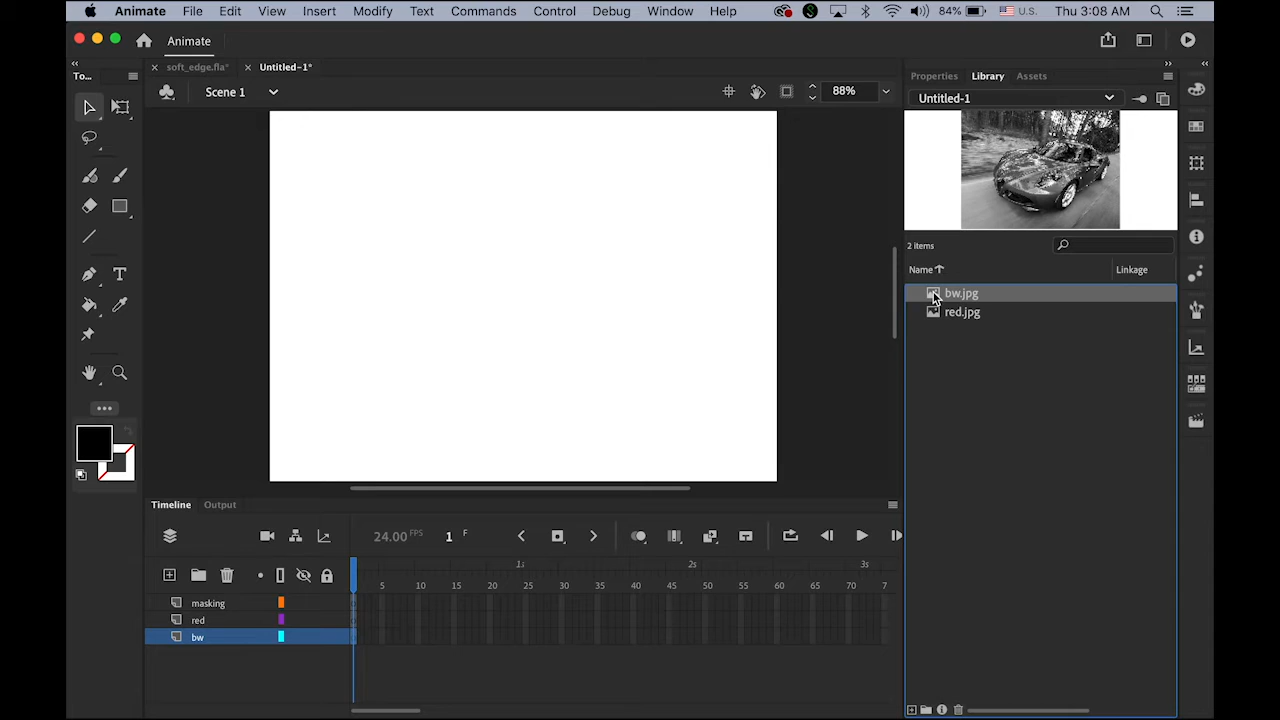 Animate File Edit View Insert Modify Text Commands Control Debug Window Help 84% U.S. Thu 3:08 AM
Animate
To...
soft_edge.fla* Untitled-1*
Properties Library Assets
Scene 1 88%
Untitled-1
2 items
Name Linkage
bw.jpg
red.jpg
Timeline Output
24.00 FPS 1 F
1s 2s 3s
5 10 15 20 25 30 35 40 45 50 55 60 65 70 7
masking
red
bw